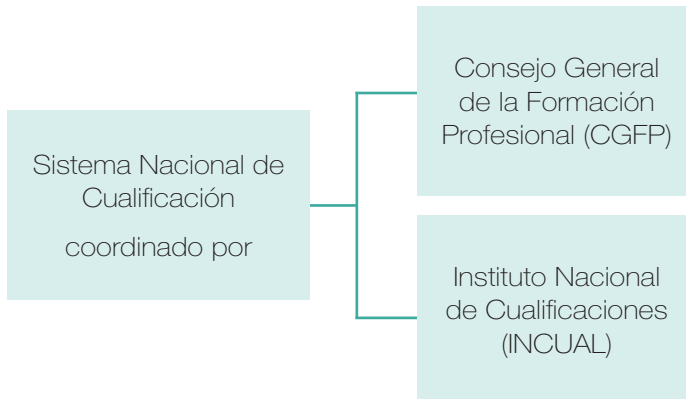 Sistema Nacional de
Cualificación
coordinado por
Consejo General
de la Formación
Profesional (CGFP)
Instituto Nacional
de Cualificaciones
(INCUAL)